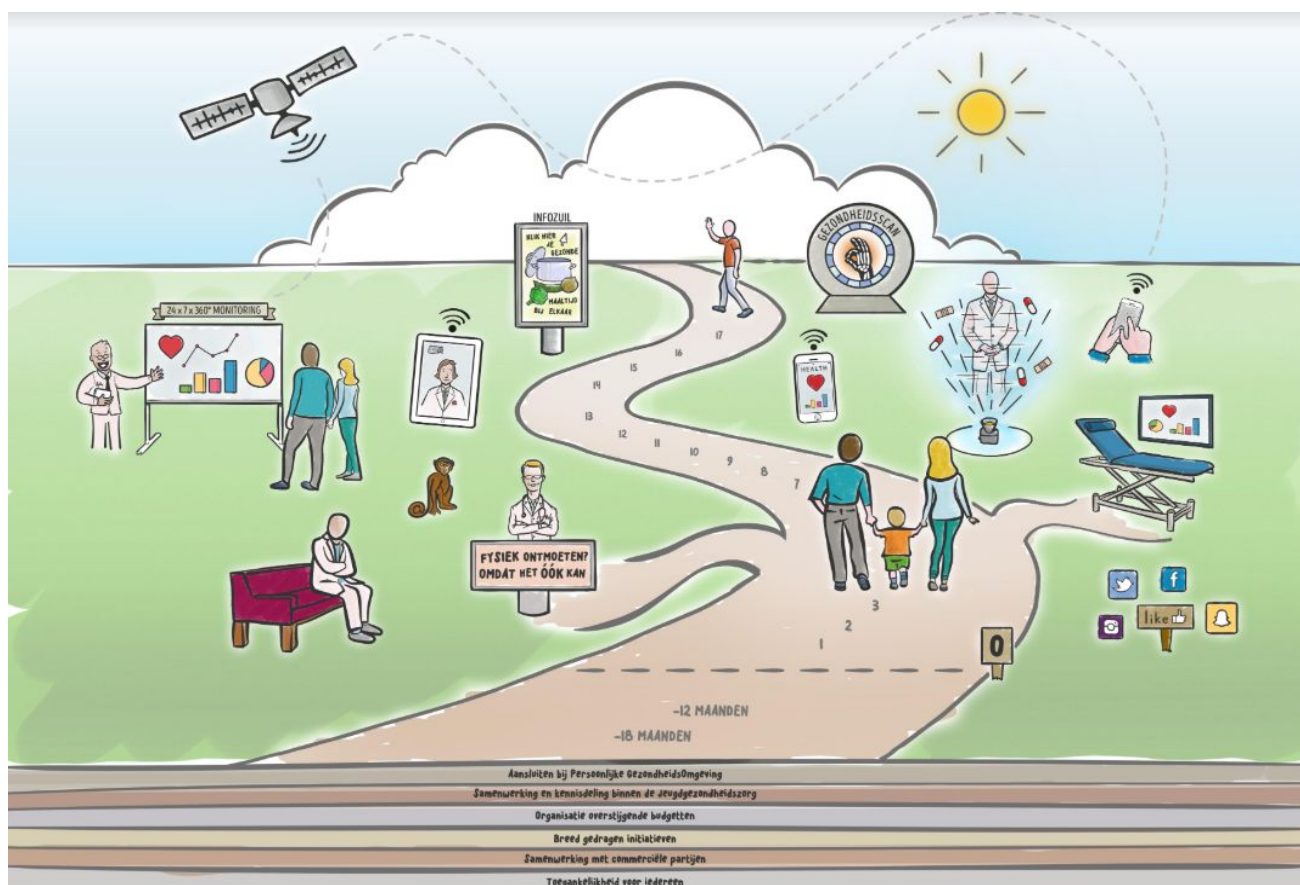 INFOZUIL
KLIK HIER
JE
GEZONDE
MAALTIJD
BIJ ELKAAR
GEZONDHEIDSSCAN
24 x 7 x 360° MONITORING
HEALTH
17
16
15
14
13
12
11
10
9
8
7
FYSIEK ONTMOETEN?
OMDAT HET ÓÓK KAN
3
2
1
like
0
-12 MAANDEN
-18 MAANDEN
Aansluiten bij Persoonlijke GezondheidsOmgeving
Samenwerking en kennisdeling binnen de Jeugdgezondheidszorg
Organisatie overstijgende budgetten
Breed gedragen initiatieven
Samenwerking met commerciële partijen
Toegankelijkheid voor iedereen